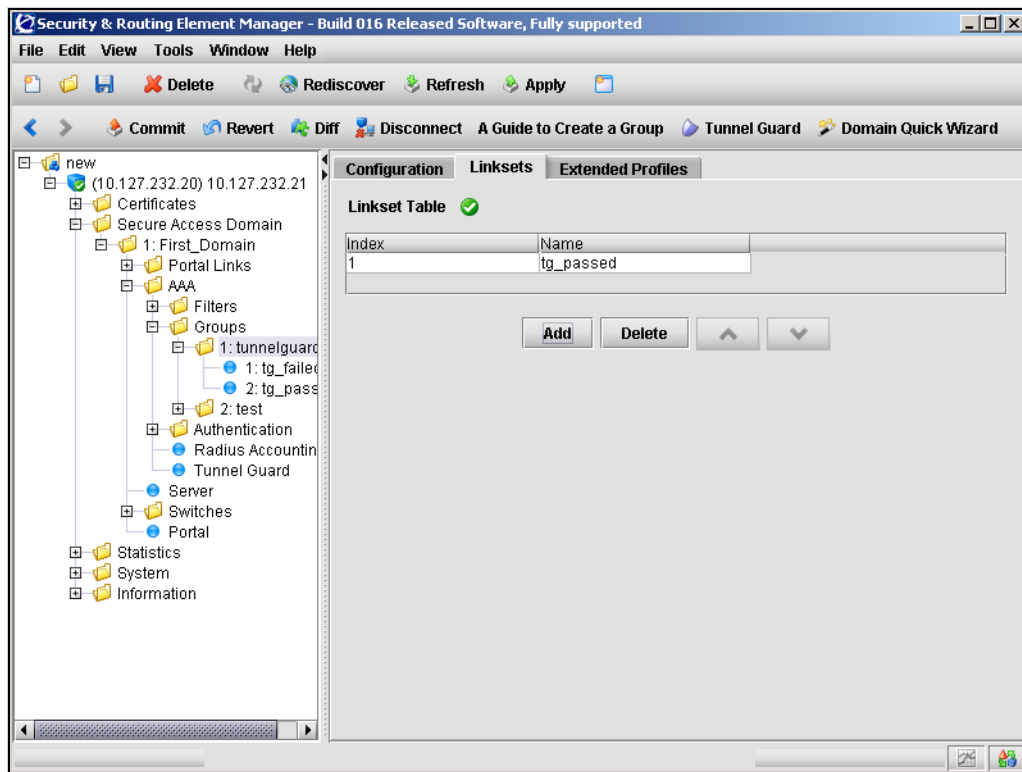 Security & Routing Element Manager - Build 016 Released Software, Fully supported
File Edit View Tools Window Help
Delete Rediscover Refresh Apply
Commit Revert Diff Disconnect A Guide to Create a Group Tunnel Guard Domain Quick Wizard
new
(10.127.232.20) 10.127.232.21
Certificates
Secure Access Domain
1: First_Domain
Portal Links
AAA
Filters
Groups
1: tunnelguard
1: tg_failed
2: tg_pass
2: test
Authentication
Radius Accountin
Tunnel Guard
Server
Switches
Portal
Statistics
System
Information
Configuration Linksets Extended Profiles
Linkset Table
Index Name
1 tg_passed
Add Delete